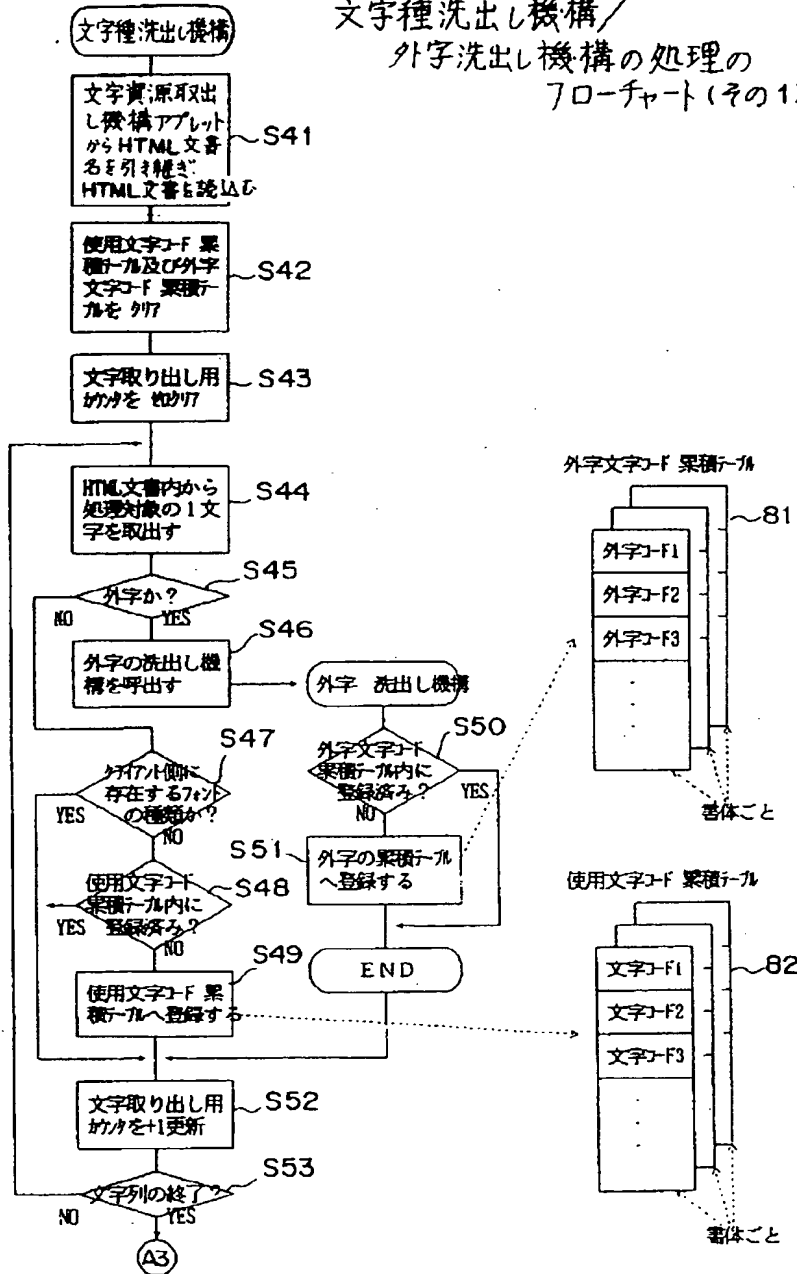 文字種洗出し機構/
外字洗出し機構の処理の
フローチャート(その1)
文字種洗出し機構
文字資源取出
し機構アプレット
からHTML文書
名を引き継ぎ
HTML文書を読込む
S41
使用文字コード 累
積テーブル及び外字
文字コード 累積テー
ブルを クリア
S42
文字取り出し用
カウンタを ゼロクリア
S43
HTML文書内から
処理対象の1文
字を取出す
S44
外字か?
S45
NO
YES
外字の洗出し機
構を呼出す
S46
クライアント側に
存在するフォント
の種類か?
S47
YES
NO
使用文字コード
累積テーブル内に
登録済み?
S48
YES
NO
使用文字コード 累
積テーブルへ登録する
S49
外字 洗出し機構
外字文字コード
累積テーブル内に
登録済み?
S50
YES
NO
S51
外字の累積テーブル
へ登録する
END
文字取り出し用
カウンタを+1更新
S52
文字列の終了?
S53
NO
YES
A3
外字文字コード 累積テーブル
81
外字コード1
外字コード2
外字コード3
書体ごと
使用文字コード 累積テーブル
82
文字コード1
文字コード2
文字コード3
書体ごと